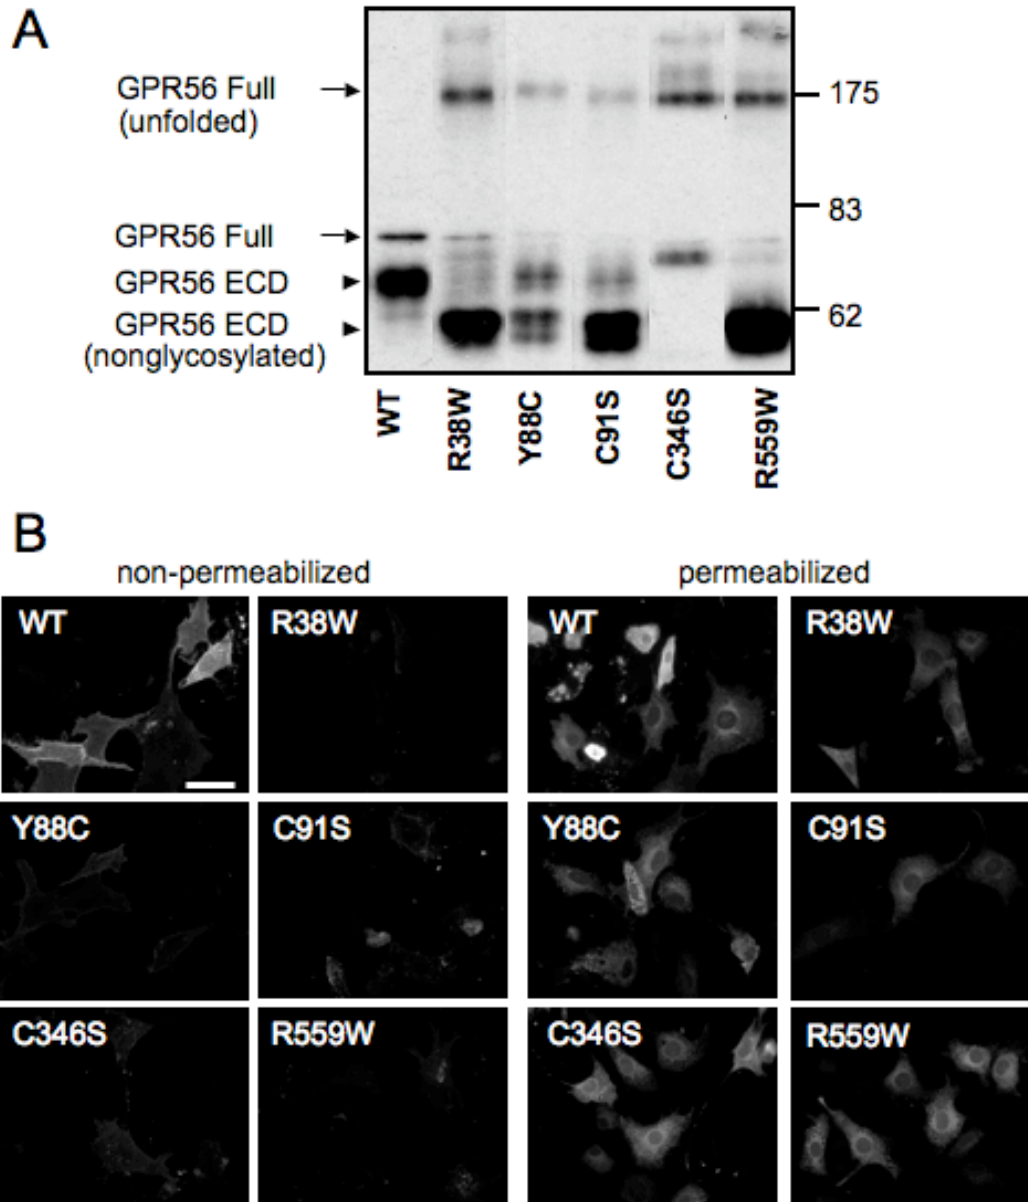 A
GPR56 Full
(unfolded)
GPR56 Full
GPR56 ECD
GPR56 ECD
(nonglycosylated)
175
83
62
WT
R38W
Y88C
C91S
C346S
R559W
B
non-permeabilized
permeabilized
WT
R38W
WT
R38W
Y88C
C91S
Y88C
C91S
C346S
R559W
C346S
R559W